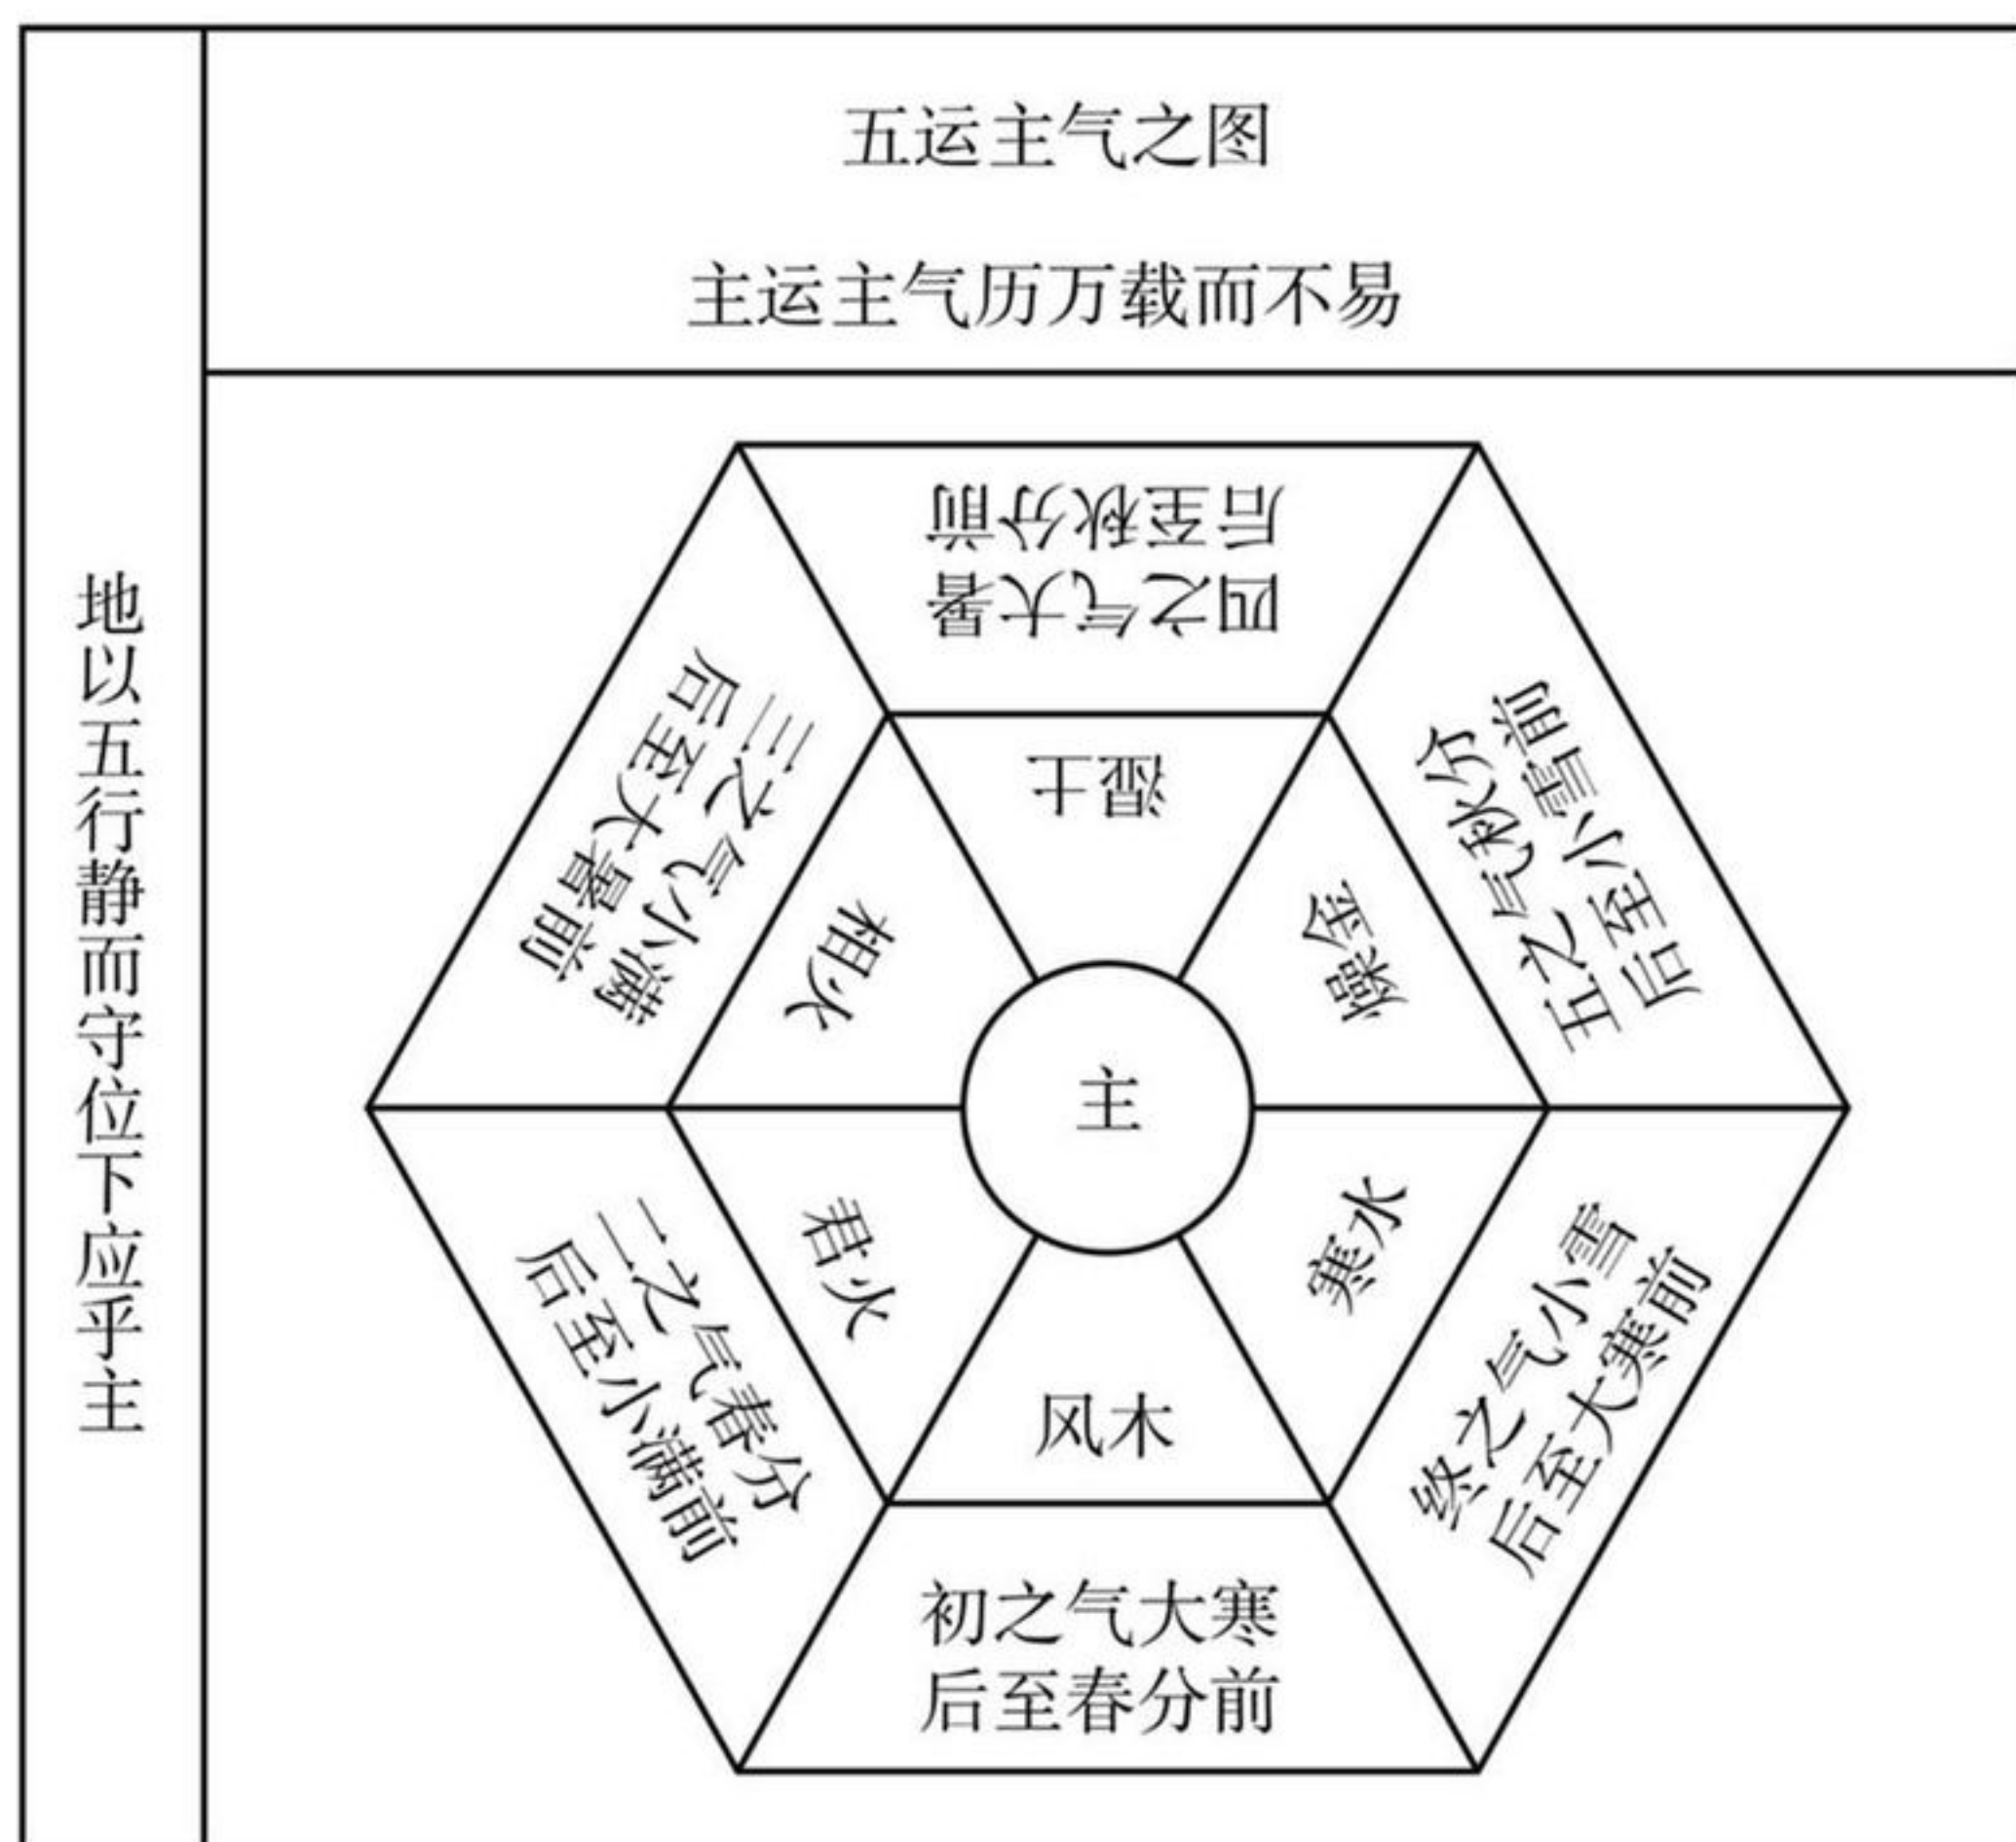 五运主气之图
主运主气历万载而不易
地以五行静而守位下应乎主
四之气大暑
后至秋分前
湿土
三之气小满
后至大暑前
相火
五之气秋分
后至小雪前
燥金
主
二之气春分
后至小满前
君火
终之气小雪
后至大寒前
寒水
风木
初之气大寒
后至春分前